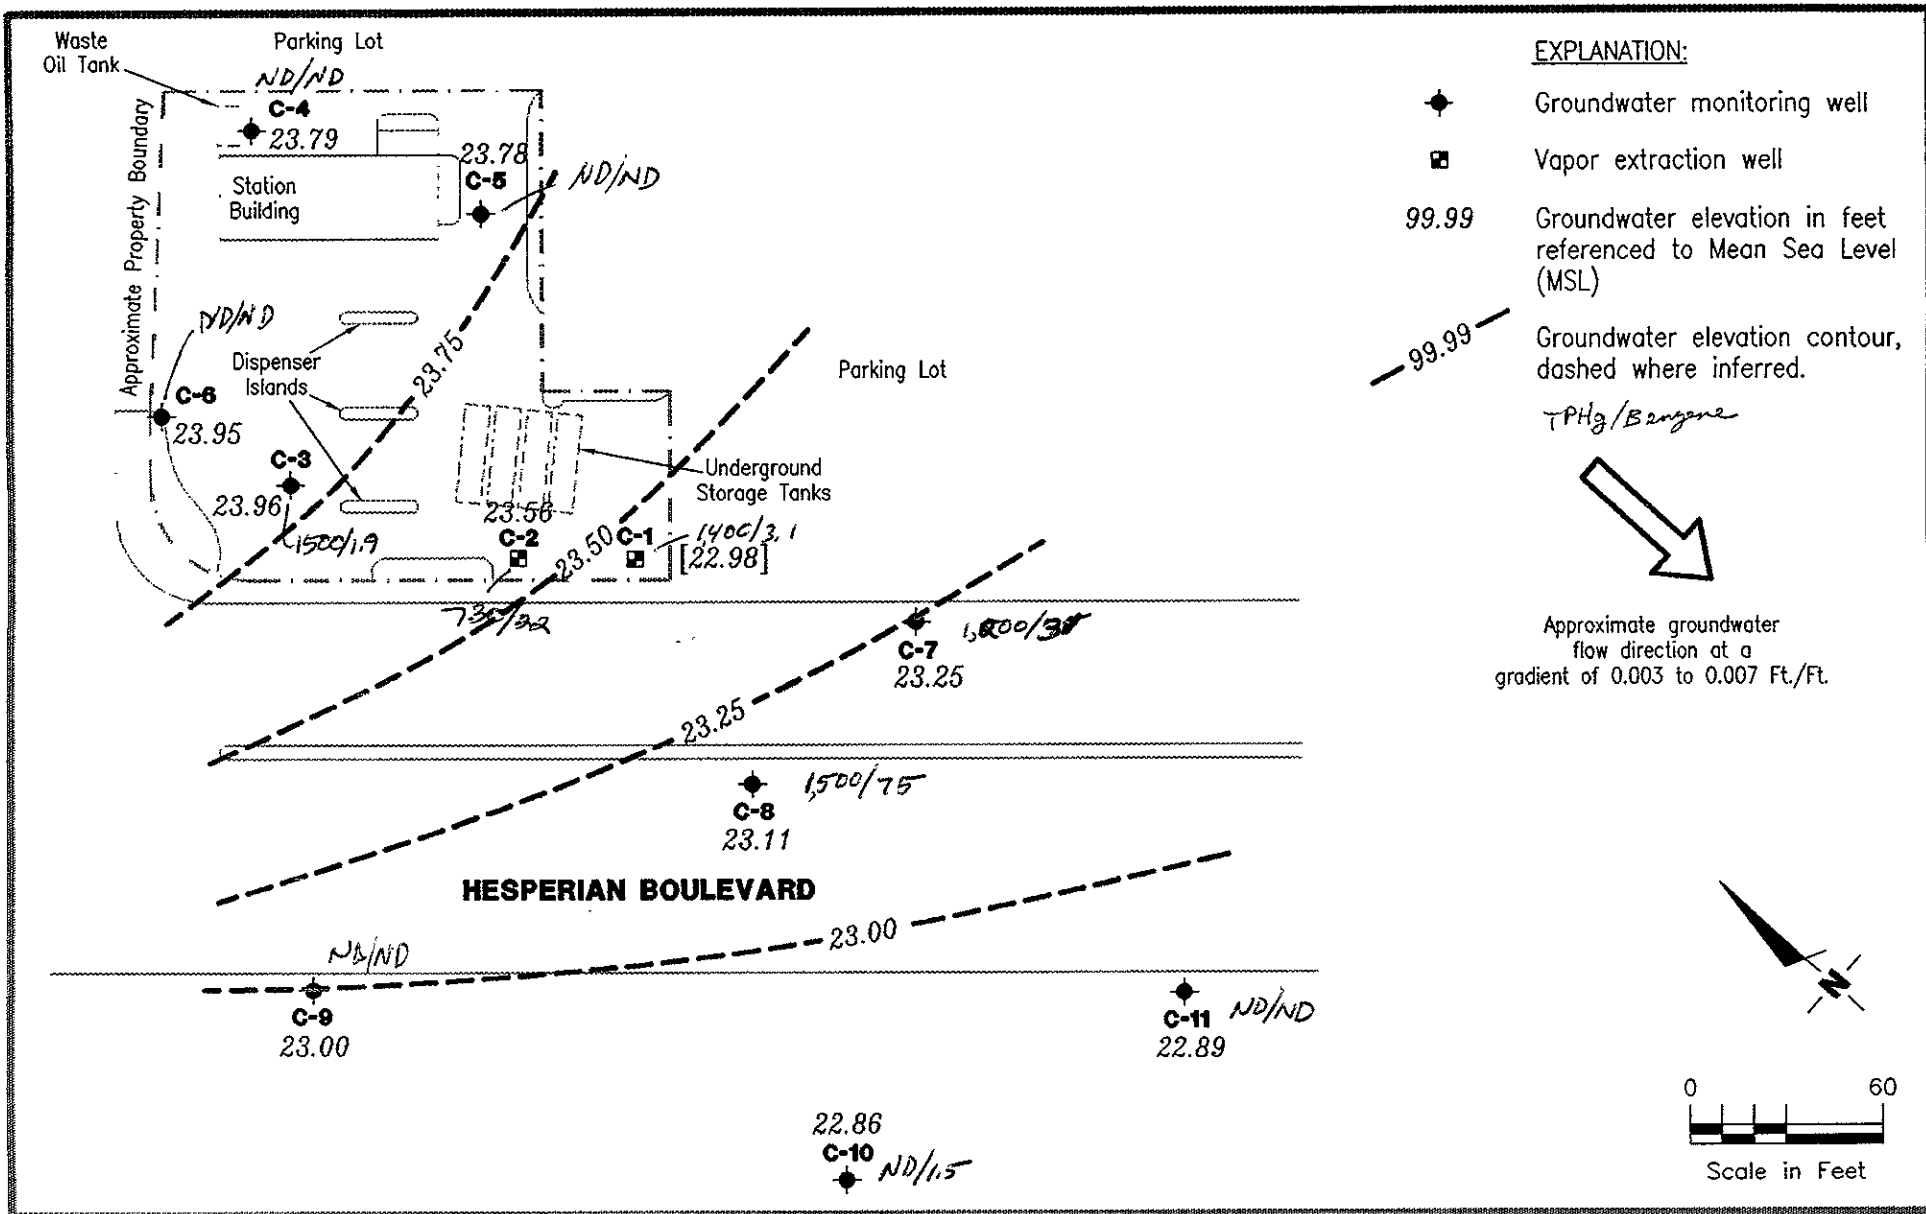 Waste
Oil Tank
Parking Lot
ND/ND
C-4
23.79
Approximate Property Boundary
Station
Building
23.78
C-5
ND/ND
ND/ND
Dispenser
Islands
C-6
23.95
C-3
23.96
1500/1.9
23.75
Parking Lot
Underground
Storage Tanks
23.56
C-2
23.50
C-1
1,400/3.1
[22.98]
C-7
23.25
23.25
C-8
1,500/75
23.11
HESPERIAN BOULEVARD
23.00
ND/ND
C-9
23.00
C-11
ND/ND
22.89
22.86
C-10
ND/1.5
EXPLANATION:
Groundwater monitoring well
Vapor extraction well
99.99
Groundwater elevation in feet
referenced to Mean Sea Level
(MSL)
99.99
Groundwater elevation contour,
dashed where inferred.
TPHg/Benzene
Approximate groundwater
flow direction at a
gradient of 0.003 to 0.007 Ft./Ft.
N
0 60
Scale in Feet